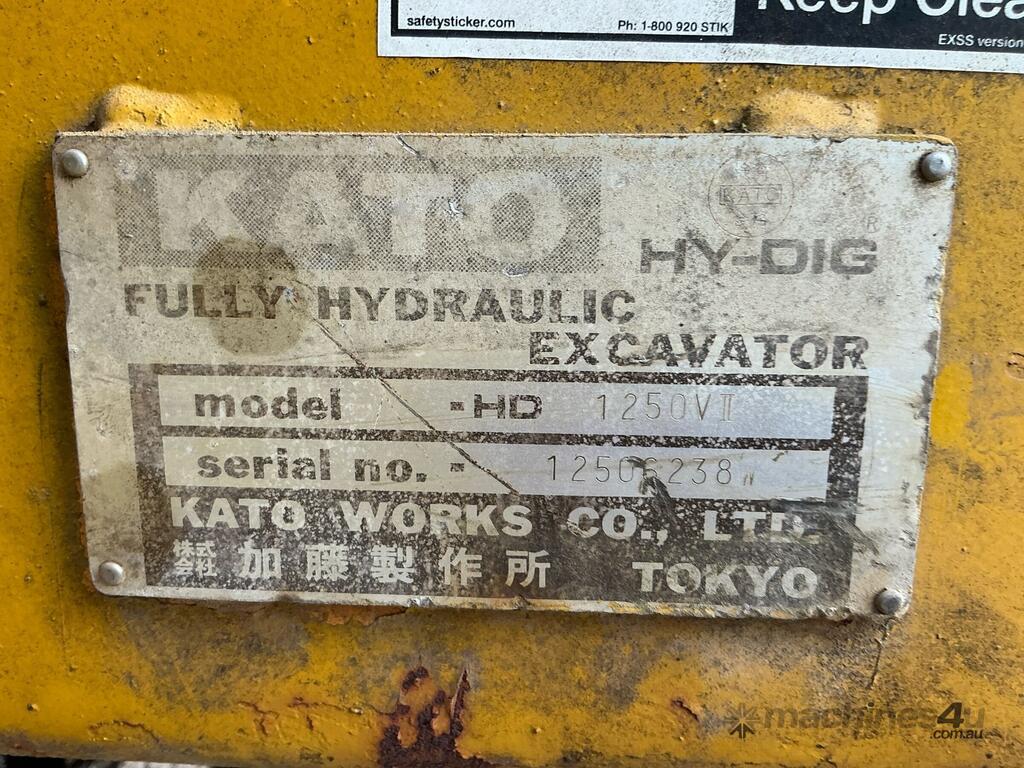 safetysticker.com
Ph: 1-800 920 STIK
Keep Clea
EXSS version
KATO
KATO
R
HY-DIG
FULLY HYDRAULIC
EXCAVATOR
model -HD 1250VII
serial no. -
KATO WORKS CO., LTD.
株式会社 加藤製作所 TOKYO
machines4u
.com.au